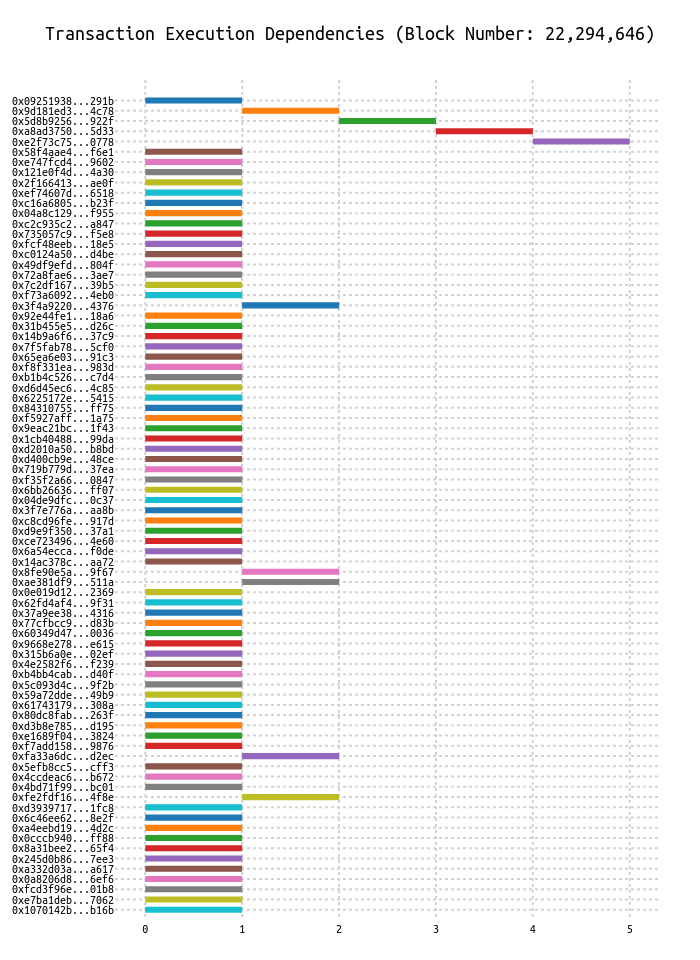 Transaction Execution Dependencies (Block Number: 22,294,646)
0x09251938...291b
0x9d181ed3...4c78
0x5d8b9256...922f
0xa8ad3750...5d33
0xe2f73c75...0778
0x58f4aae4...f6e1
0xe747fcd4...9602
0x121e0f4d...4a30
0x2f166413...ae0f
0xef74607d...6518
0xc16a6805...b23f
0x04a8c129...f955
0xc2c935c2...a847
0x735057c9...f5e8
0xfcf48eeb...18e5
0xc0124a50...d4be
0x49df9efd...804f
0x72a8fae6...3ae7
0x7c2df167...39b5
0xf73a6092...4eb0
0x3f4a9220...4376
0x92e44fe1...18a6
0x31b455e5...d26c
0x14b9a6f6...37c9
0x7f5fab78...5cf0
0x65ea6e03...91c3
0xf8f331ea...983d
0xb1b4c526...c7d4
0xd6d45ec6...4c85
0x6225172e...5415
0x84310755...ff75
0xf5927aff...1a75
0x9eac21bc...1f43
0x1cb40488...99da
0xd2010a50...b8bd
0xd400cb9e...48ce
0x719b779d...37ea
0xf35f2a66...0847
0x6bb26636...ff07
0x04de9dfc...0c37
0x3f7e776a...aa8b
0xc8cd96fe...917d
0xd9e9f350...37a1
0xce723496...4e60
0x6a54ecca...f0de
0x14ac378c...aa72
0x8fe90e5a...9f67
0xae381df9...511a
0x0e019d12...2369
0x62fd4af4...9f31
0x37a9ee38...4316
0x77cfbcc9...d83b
0x60349d47...0036
0x9668e278...e615
0x315b6a0e...02ef
0x4e2582f6...f239
0xb4bb4cab...d40f
0x5c093d4c...9f2b
0x59a72dde...49b9
0x61743179...308a
0x80dc8fab...263f
0xd3b8e785...d195
0xe1689f04...3824
0xf7add158...9876
0xfa33a6dc...d2ec
0x5efb8cc5...cff3
0x4ccdeac6...b672
0x4bd71f99...bc01
0xfe2fdf16...4f8e
0xd3939717...1fc8
0x6c46ee62...8e2f
0xa4eebd19...4d2c
0x0cccb940...ff88
0x8a31bee2...65f4
0x245d0b86...7ee3
0xa332d03a...a617
0x0a8206d8...6ef6
0xfcd3f96e...01b8
0xe7ba1deb...7062
0x1070142b...b16b
0 1 2 3 4 5